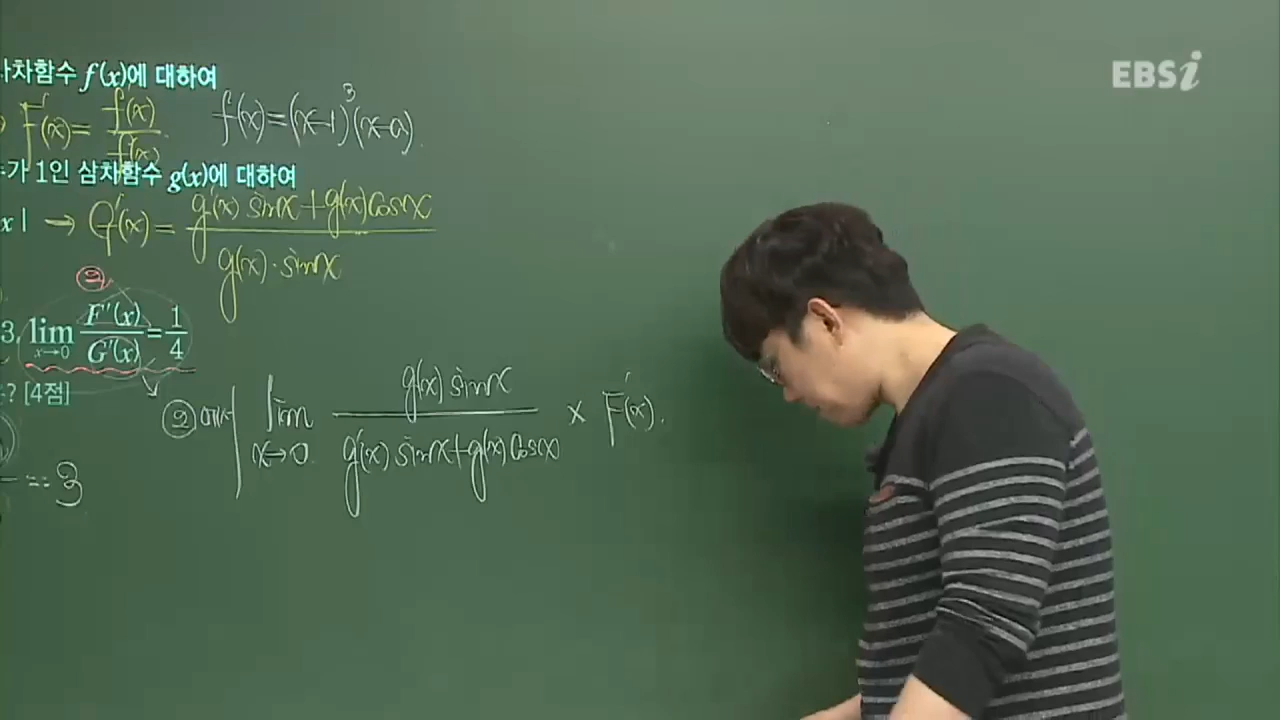 사차함수 f(x)에 대하여
EBSi
F'(x)= f'(x)/f(x)
f(x)=(x-1)³(x-a).
가 1인 삼차함수 g(x)에 대하여
x | → G'(x)= g'(x) sinx+g(x)cosx / g(x)·sinx
②
3. lim x→0 F'(x)/G'(x) = 1/4
? [4점]
② 에서 lim x→0 g(x) sinx / g'(x) sinx+g(x)cosx × F'(x).
=3